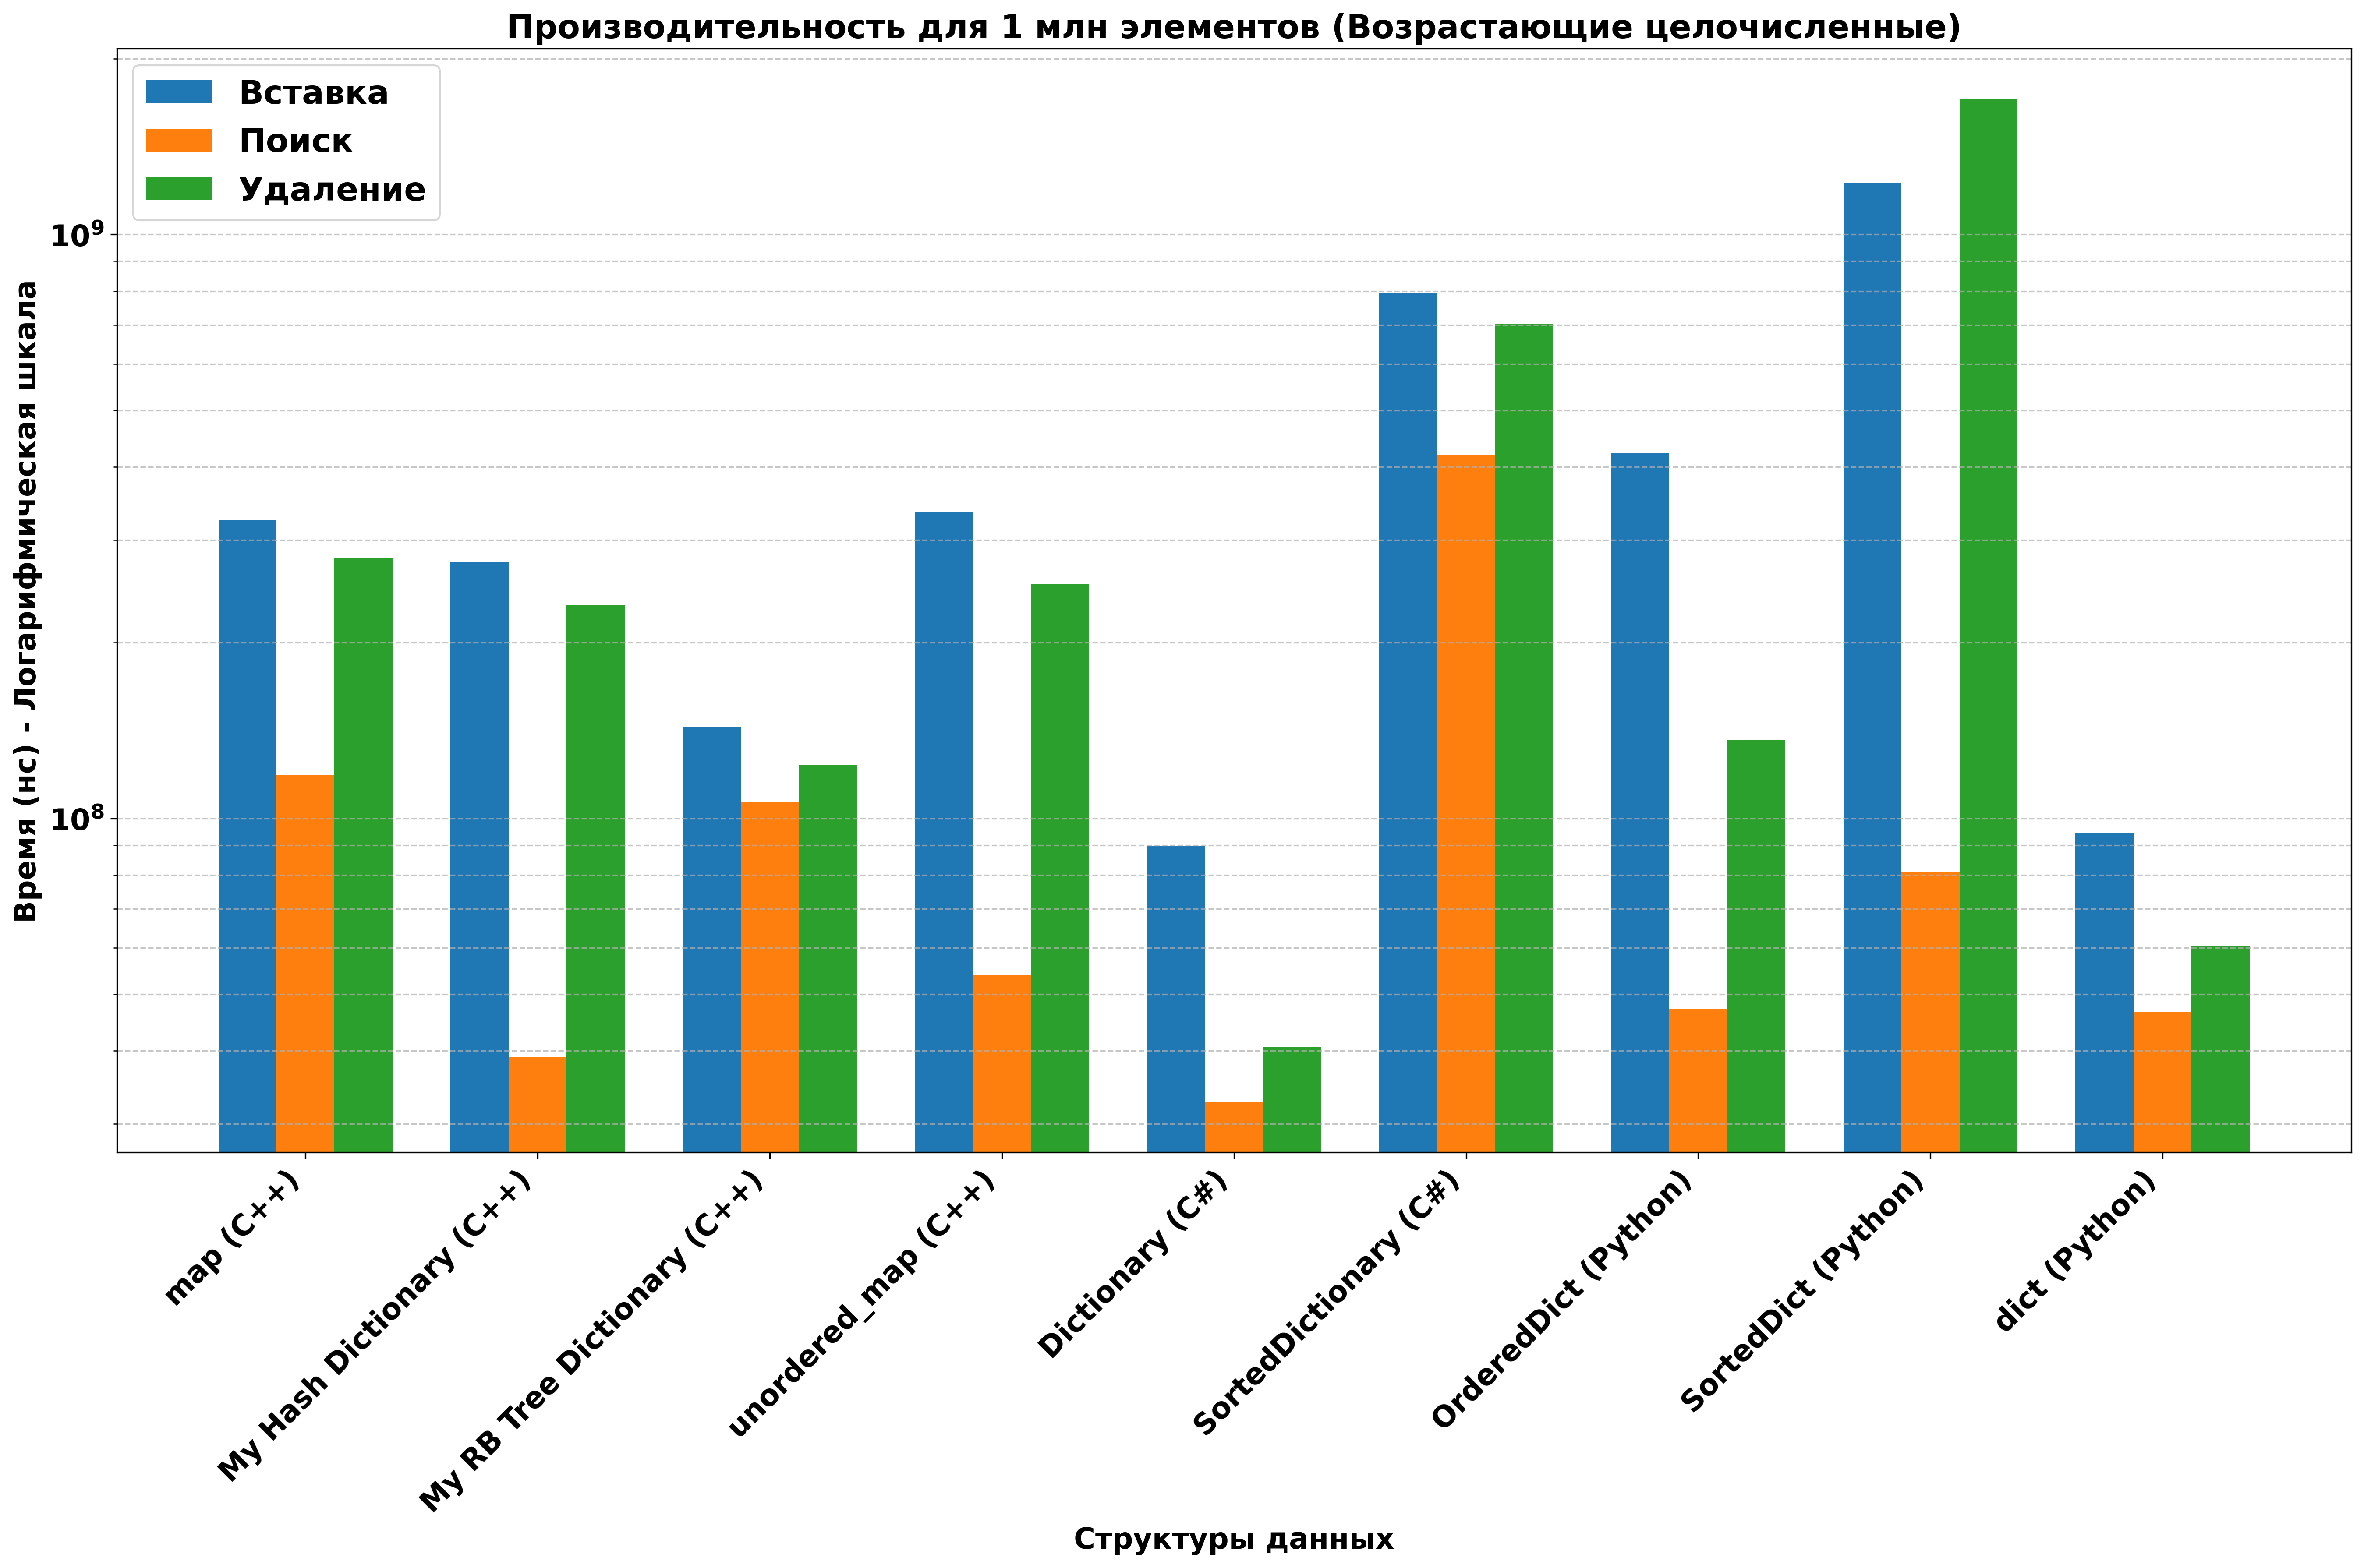 Производительность для 1 млн элементов (Возрастающие целочисленные)
Вставка
Поиск
Удаление
10⁹
10⁸
Время (нс) - Логарифмическая шкала
map (C++)
My Hash Dictionary (C++)
My RB Tree Dictionary (C++)
unordered_map (C++)
Dictionary (C#)
SortedDictionary (C#)
OrderedDict (Python)
SortedDict (Python)
dict (Python)
Структуры данных